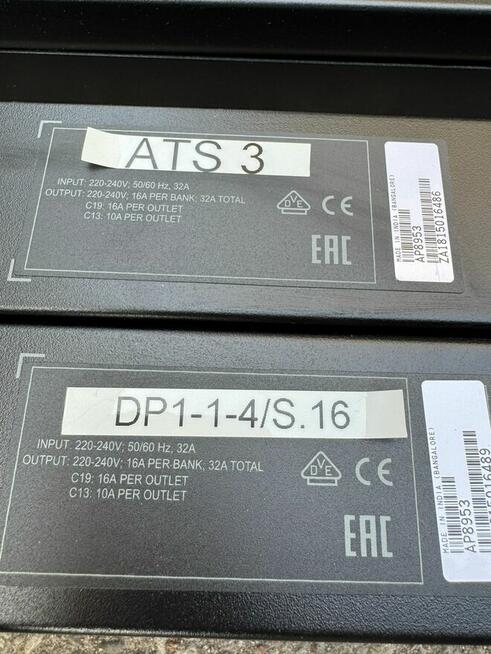 ATS 3
INPUT: 220-240V; 50/60 Hz, 32A
OUTPUT: 220-240V; 16A PER BANK; 32A TOTAL
C19: 16A PER OUTLET
C13: 10A PER OUTLET
DVE
CE
EAC
MADE IN INDIA (BANGALORE)
AP8953
ZA1815016486
DP1-1-4/S.16
INPUT: 220-240V; 50/60 Hz, 32A
OUTPUT: 220-240V; 16A PER BANK; 32A TOTAL
C19: 16A PER OUTLET
C13: 10A PER OUTLET
DVE
CE
EAC
MADE IN INDIA (BANGALORE)
AP8953
15016489